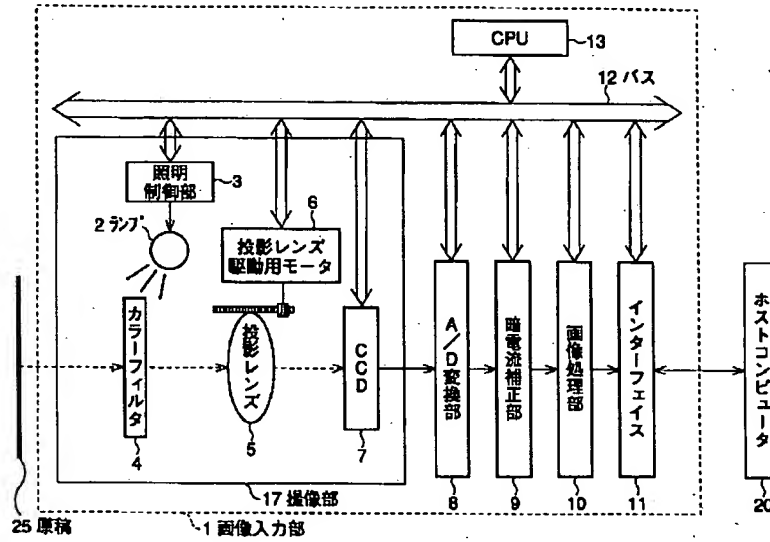 CPU
13
12 バス
照明
制御部
3
2 ランプ
6
投影レンズ
駆動用モータ
カラーフィルタ
4
投影レンズ
5
CCD
7
A/D変換部
8
暗電流補正部
9
画像処理部
10
インターフェイス
11
ホストコンピュータ
20
17 撮像部
25 原稿
1 画像入力部